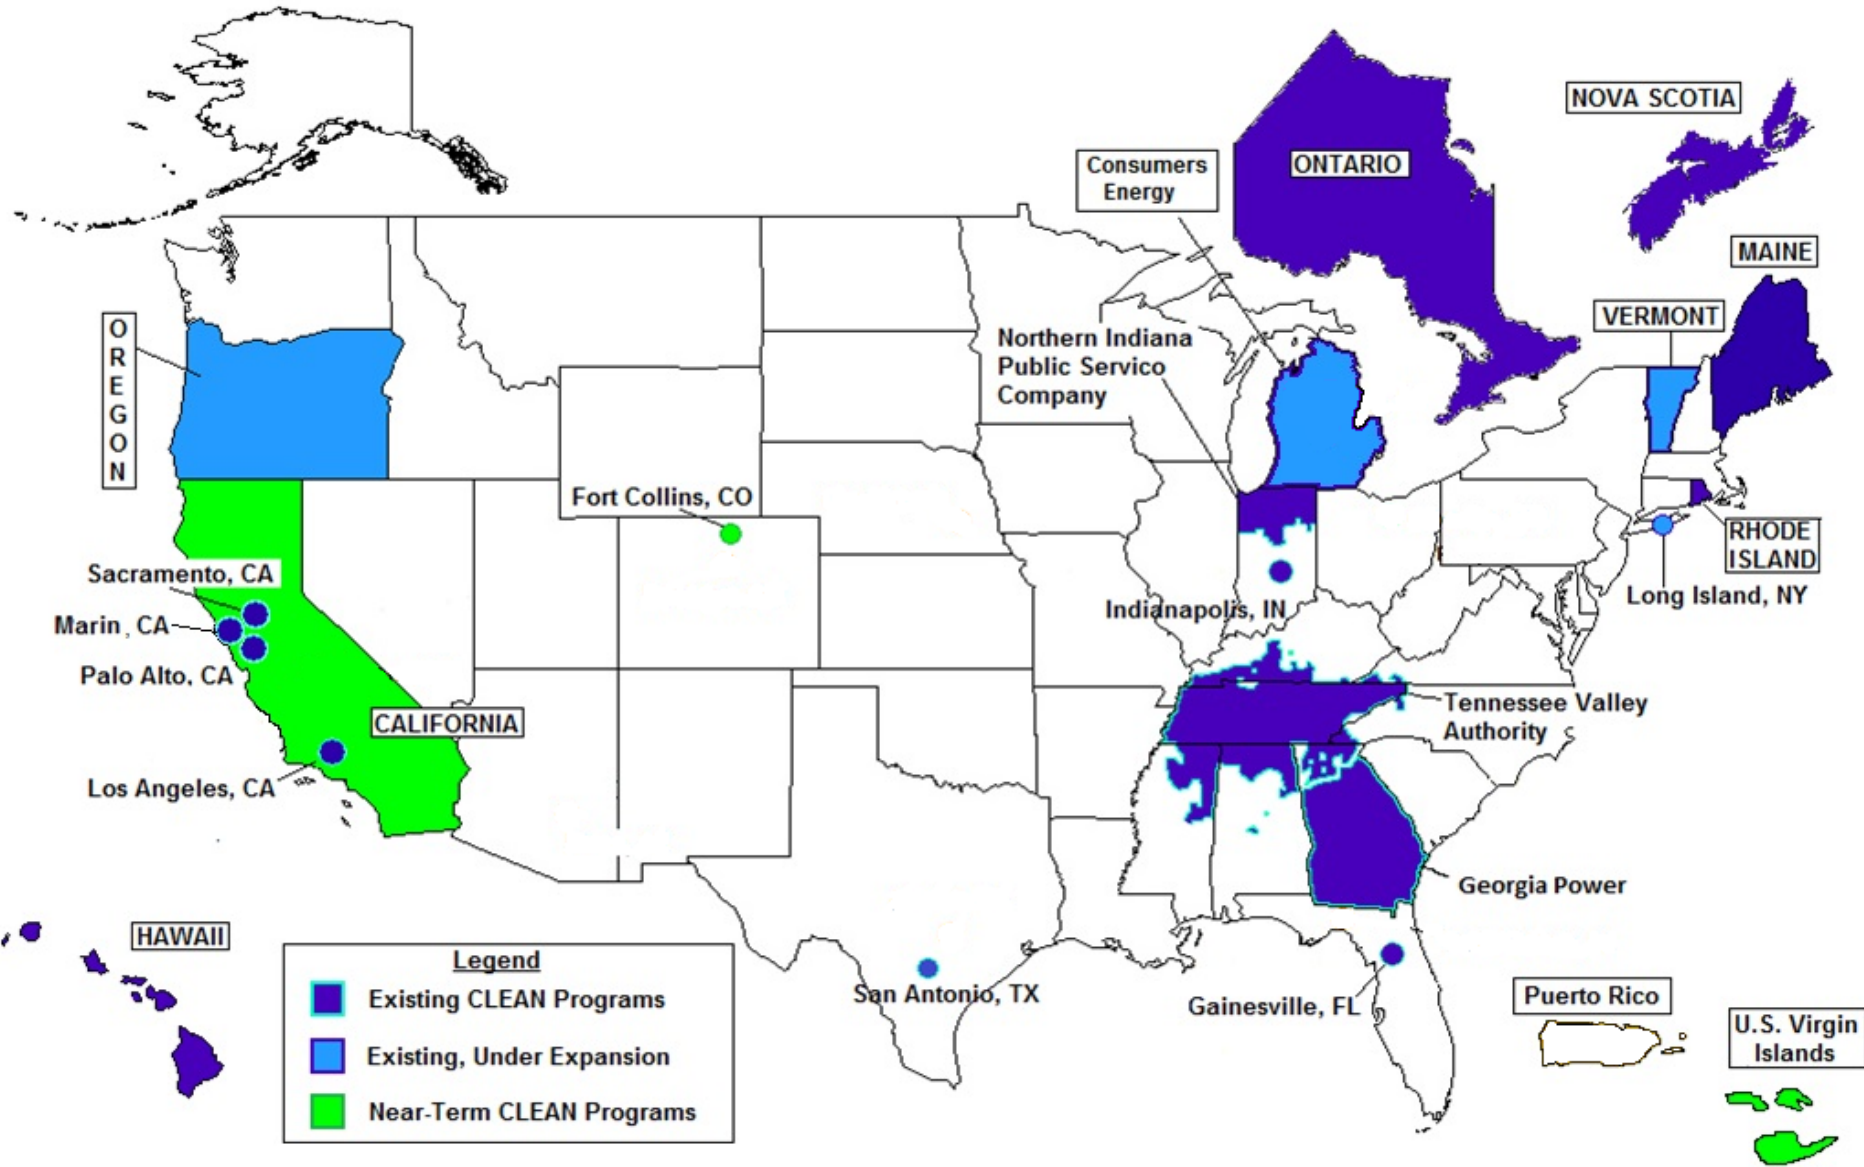 NOVA SCOTIA
Consumers
Energy
ONTARIO
MAINE
VERMONT
OREGON
Northern Indiana
Public Servico
Company
Fort Collins, CO
RHODE
ISLAND
Long Island, NY
Sacramento, CA
Marin , CA
Palo Alto, CA
Indianapolis, IN
CALIFORNIA
Tennessee Valley
Authority
Los Angeles, CA
Georgia Power
HAWAII
Legend
Existing CLEAN Programs
Existing, Under Expansion
Near-Term CLEAN Programs
San Antonio, TX
Gainesville, FL
Puerto Rico
U.S. Virgin
Islands